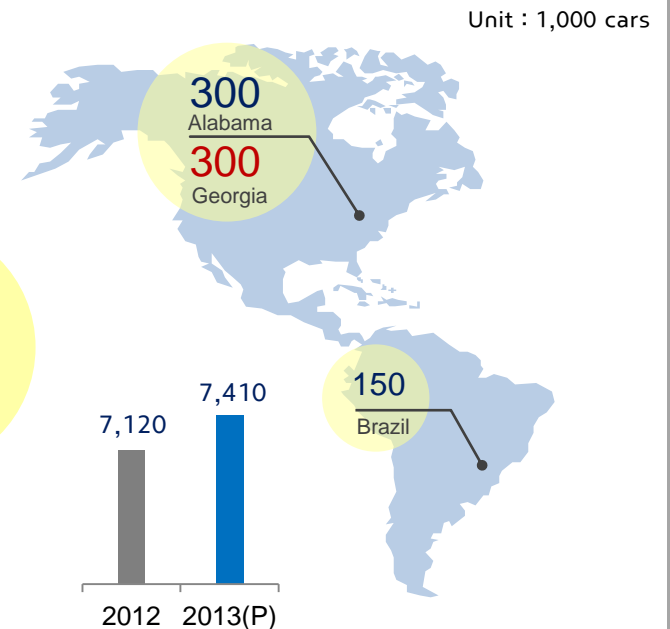 Unit : 1,000 cars
300
Alabama
300
Georgia
150
Brazil
7,410
7,120
2012 2013(P)